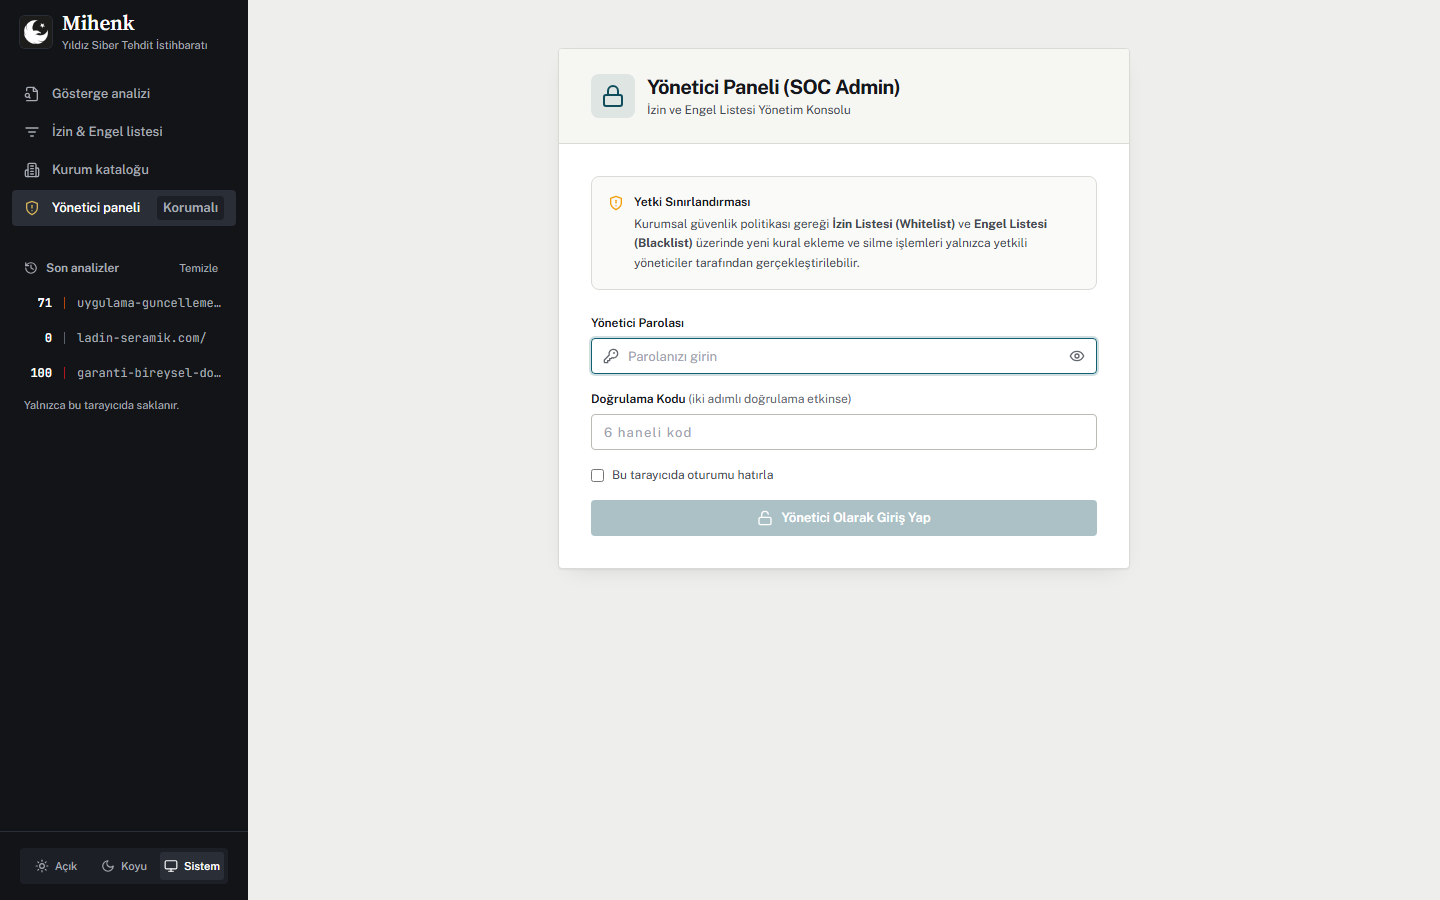 Mihenk
Yıldız Siber Tehdit İstihbaratı
Gösterge analizi
İzin & Engel listesi
Kurum kataloğu
Yönetici paneli Korumalı
Son analizler Temizle
71 uygulama-guncelleme…
0 ladin-seramik.com/
100 garanti-bireysel-do…
Yalnızca bu tarayıcıda saklanır.
Açık Koyu Sistem
Yönetici Paneli (SOC Admin)
İzin ve Engel Listesi Yönetim Konsolu
Yetki Sınırlandırması
Kurumsal güvenlik politikası gereği İzin Listesi (Whitelist) ve Engel Listesi
(Blacklist) üzerinde yeni kural ekleme ve silme işlemleri yalnızca yetkili
yöneticiler tarafından gerçekleştirilebilir.
Yönetici Parolası
Parolanızı girin
Doğrulama Kodu (iki adımlı doğrulama etkinse)
6 haneli kod
Bu tarayıcıda oturumu hatırla
Yönetici Olarak Giriş Yap